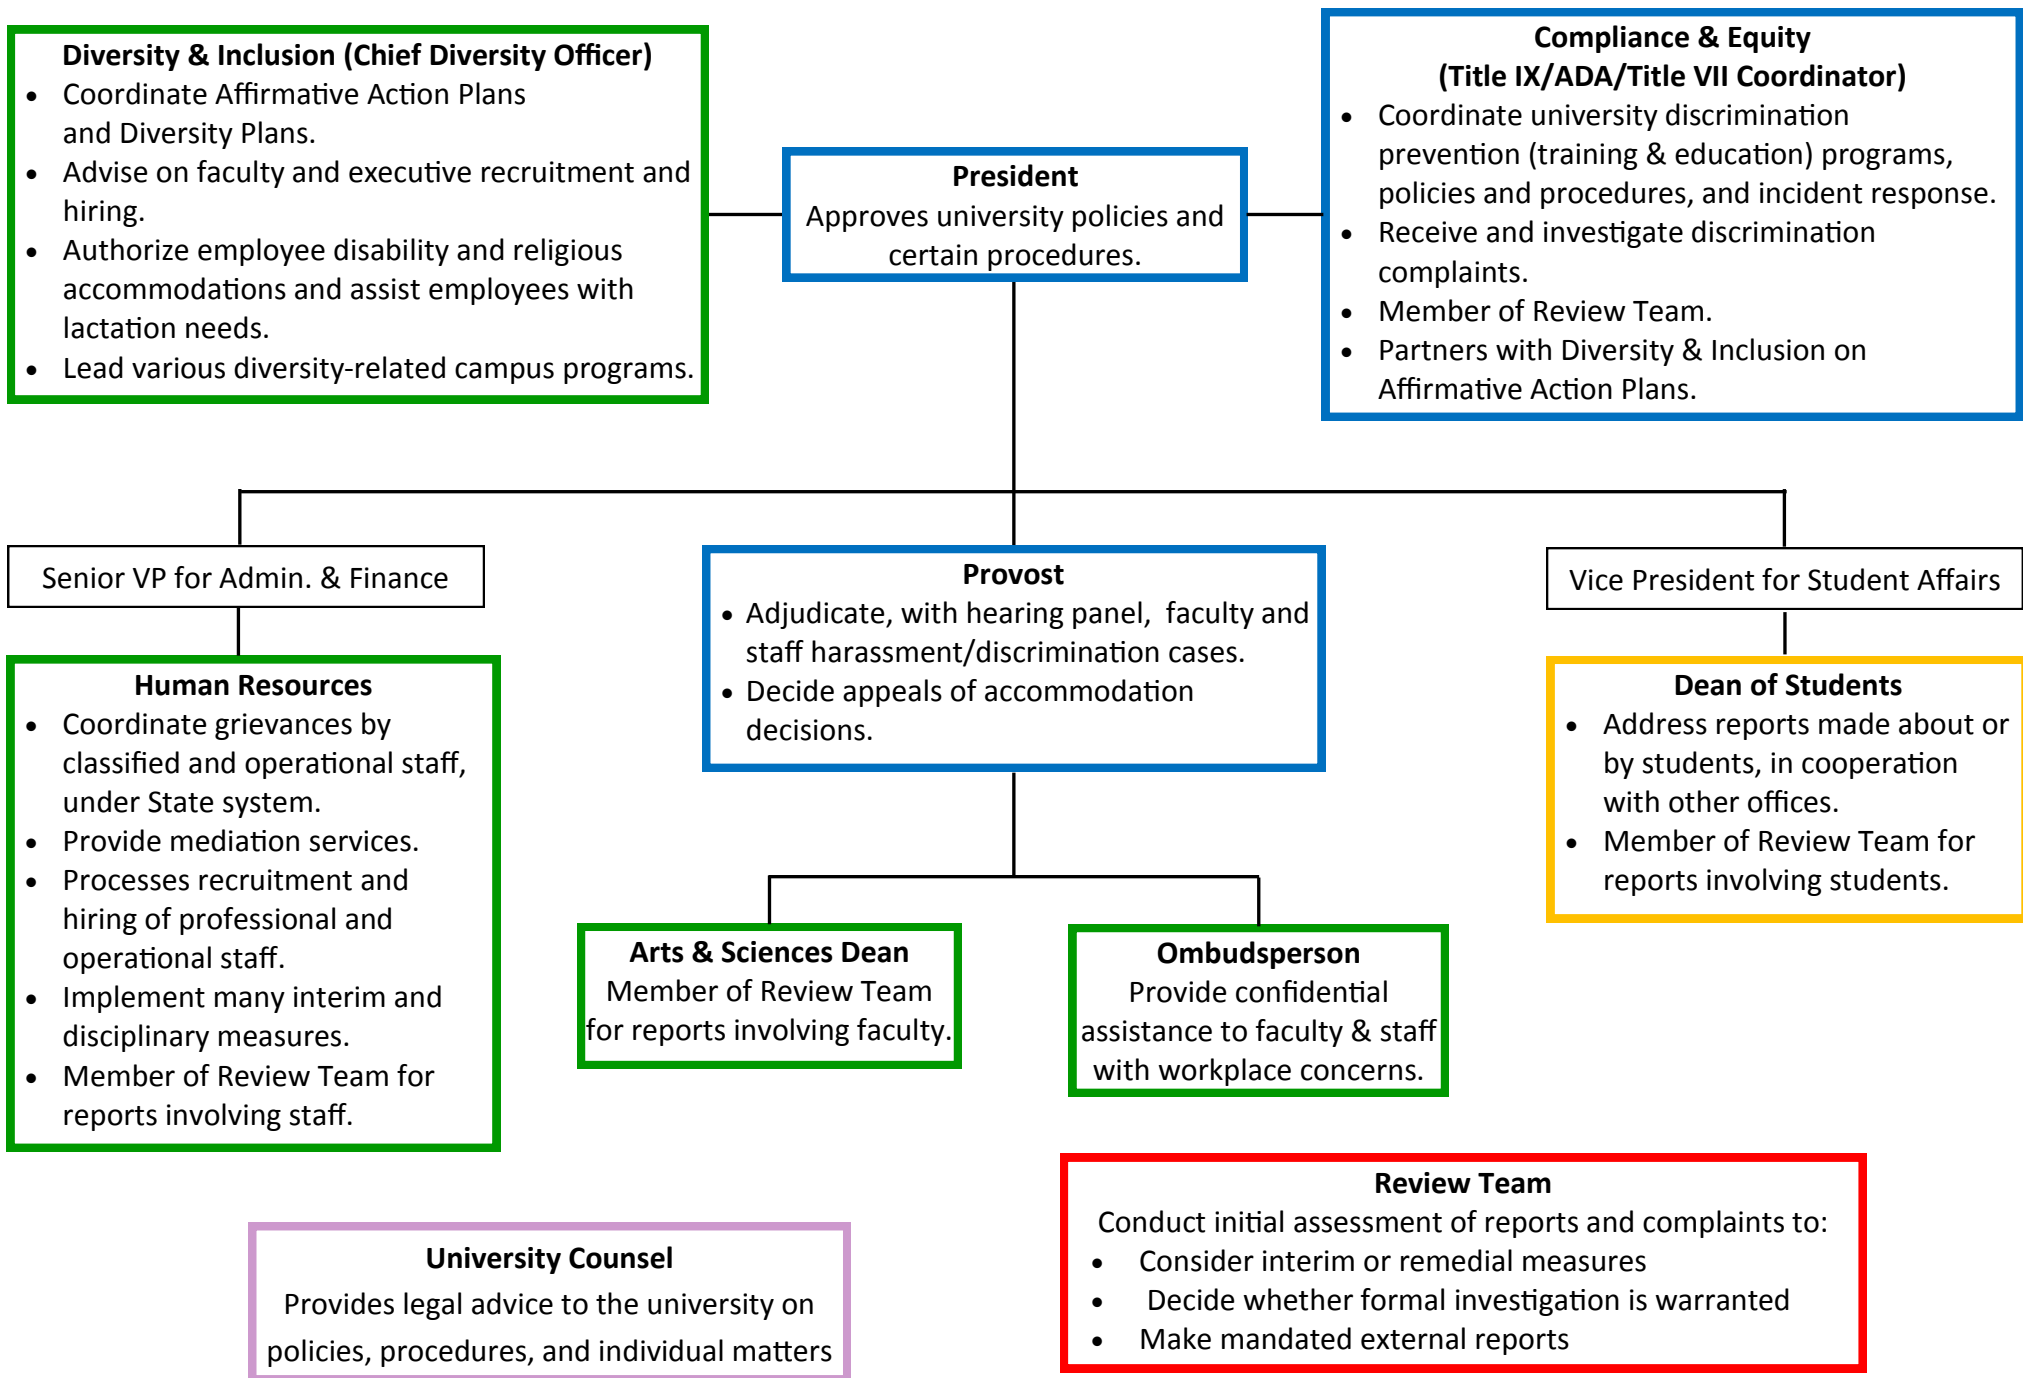 Diversity & Inclusion (Chief Diversity Officer)
• Coordinate Affirmative Action Plans
and Diversity Plans.
• Advise on faculty and executive recruitment and
hiring.
• Authorize employee disability and religious
accommodations and assist employees with
lactation needs.
• Lead various diversity-related campus programs.
President
Approves university policies and
certain procedures.
Compliance & Equity
(Title IX/ADA/Title VII Coordinator)
• Coordinate university discrimination
prevention (training & education) programs,
policies and procedures, and incident response.
• Receive and investigate discrimination
complaints.
• Member of Review Team.
• Partners with Diversity & Inclusion on
Affirmative Action Plans.
Senior VP for Admin. & Finance
Human Resources
• Coordinate grievances by
classified and operational staff,
under State system.
• Provide mediation services.
• Processes recruitment and
hiring of professional and
operational staff.
• Implement many interim and
disciplinary measures.
• Member of Review Team for
reports involving staff.
Provost
• Adjudicate, with hearing panel, faculty and
staff harassment/discrimination cases.
• Decide appeals of accommodation
decisions.
Arts & Sciences Dean
Member of Review Team
for reports involving faculty.
Ombudsperson
Provide confidential
assistance to faculty & staff
with workplace concerns.
Vice President for Student Affairs
Dean of Students
• Address reports made about or
by students, in cooperation
with other offices.
• Member of Review Team for
reports involving students.
University Counsel
Provides legal advice to the university on
policies, procedures, and individual matters
Review Team
Conduct initial assessment of reports and complaints to:
• Consider interim or remedial measures
• Decide whether formal investigation is warranted
• Make mandated external reports